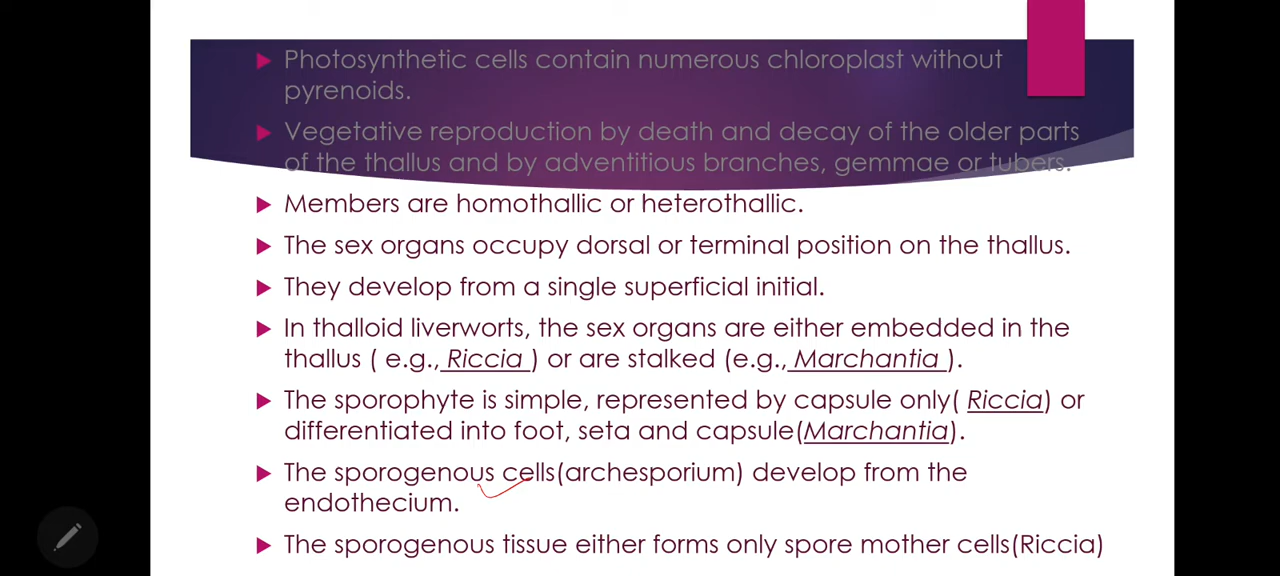 Photosynthetic cells contain numerous chloroplast without
pyrenoids.
Vegetative reproduction by death and decay of the older parts
of the thallus and by adventitious branches, gemmae or tubers.
Members are homothallic or heterothallic.
The sex organs occupy dorsal or terminal position on the thallus.
They develop from a single superficial initial.
In thalloid liverworts, the sex organs are either embedded in the
thallus ( e.g., Riccia ) or are stalked (e.g., Marchantia ).
The sporophyte is simple, represented by capsule only( Riccia) or
differentiated into foot, seta and capsule(Marchantia).
The sporogenous cells(archesporium) develop from the
endothecium.
The sporogenous tissue either forms only spore mother cells(Riccia)